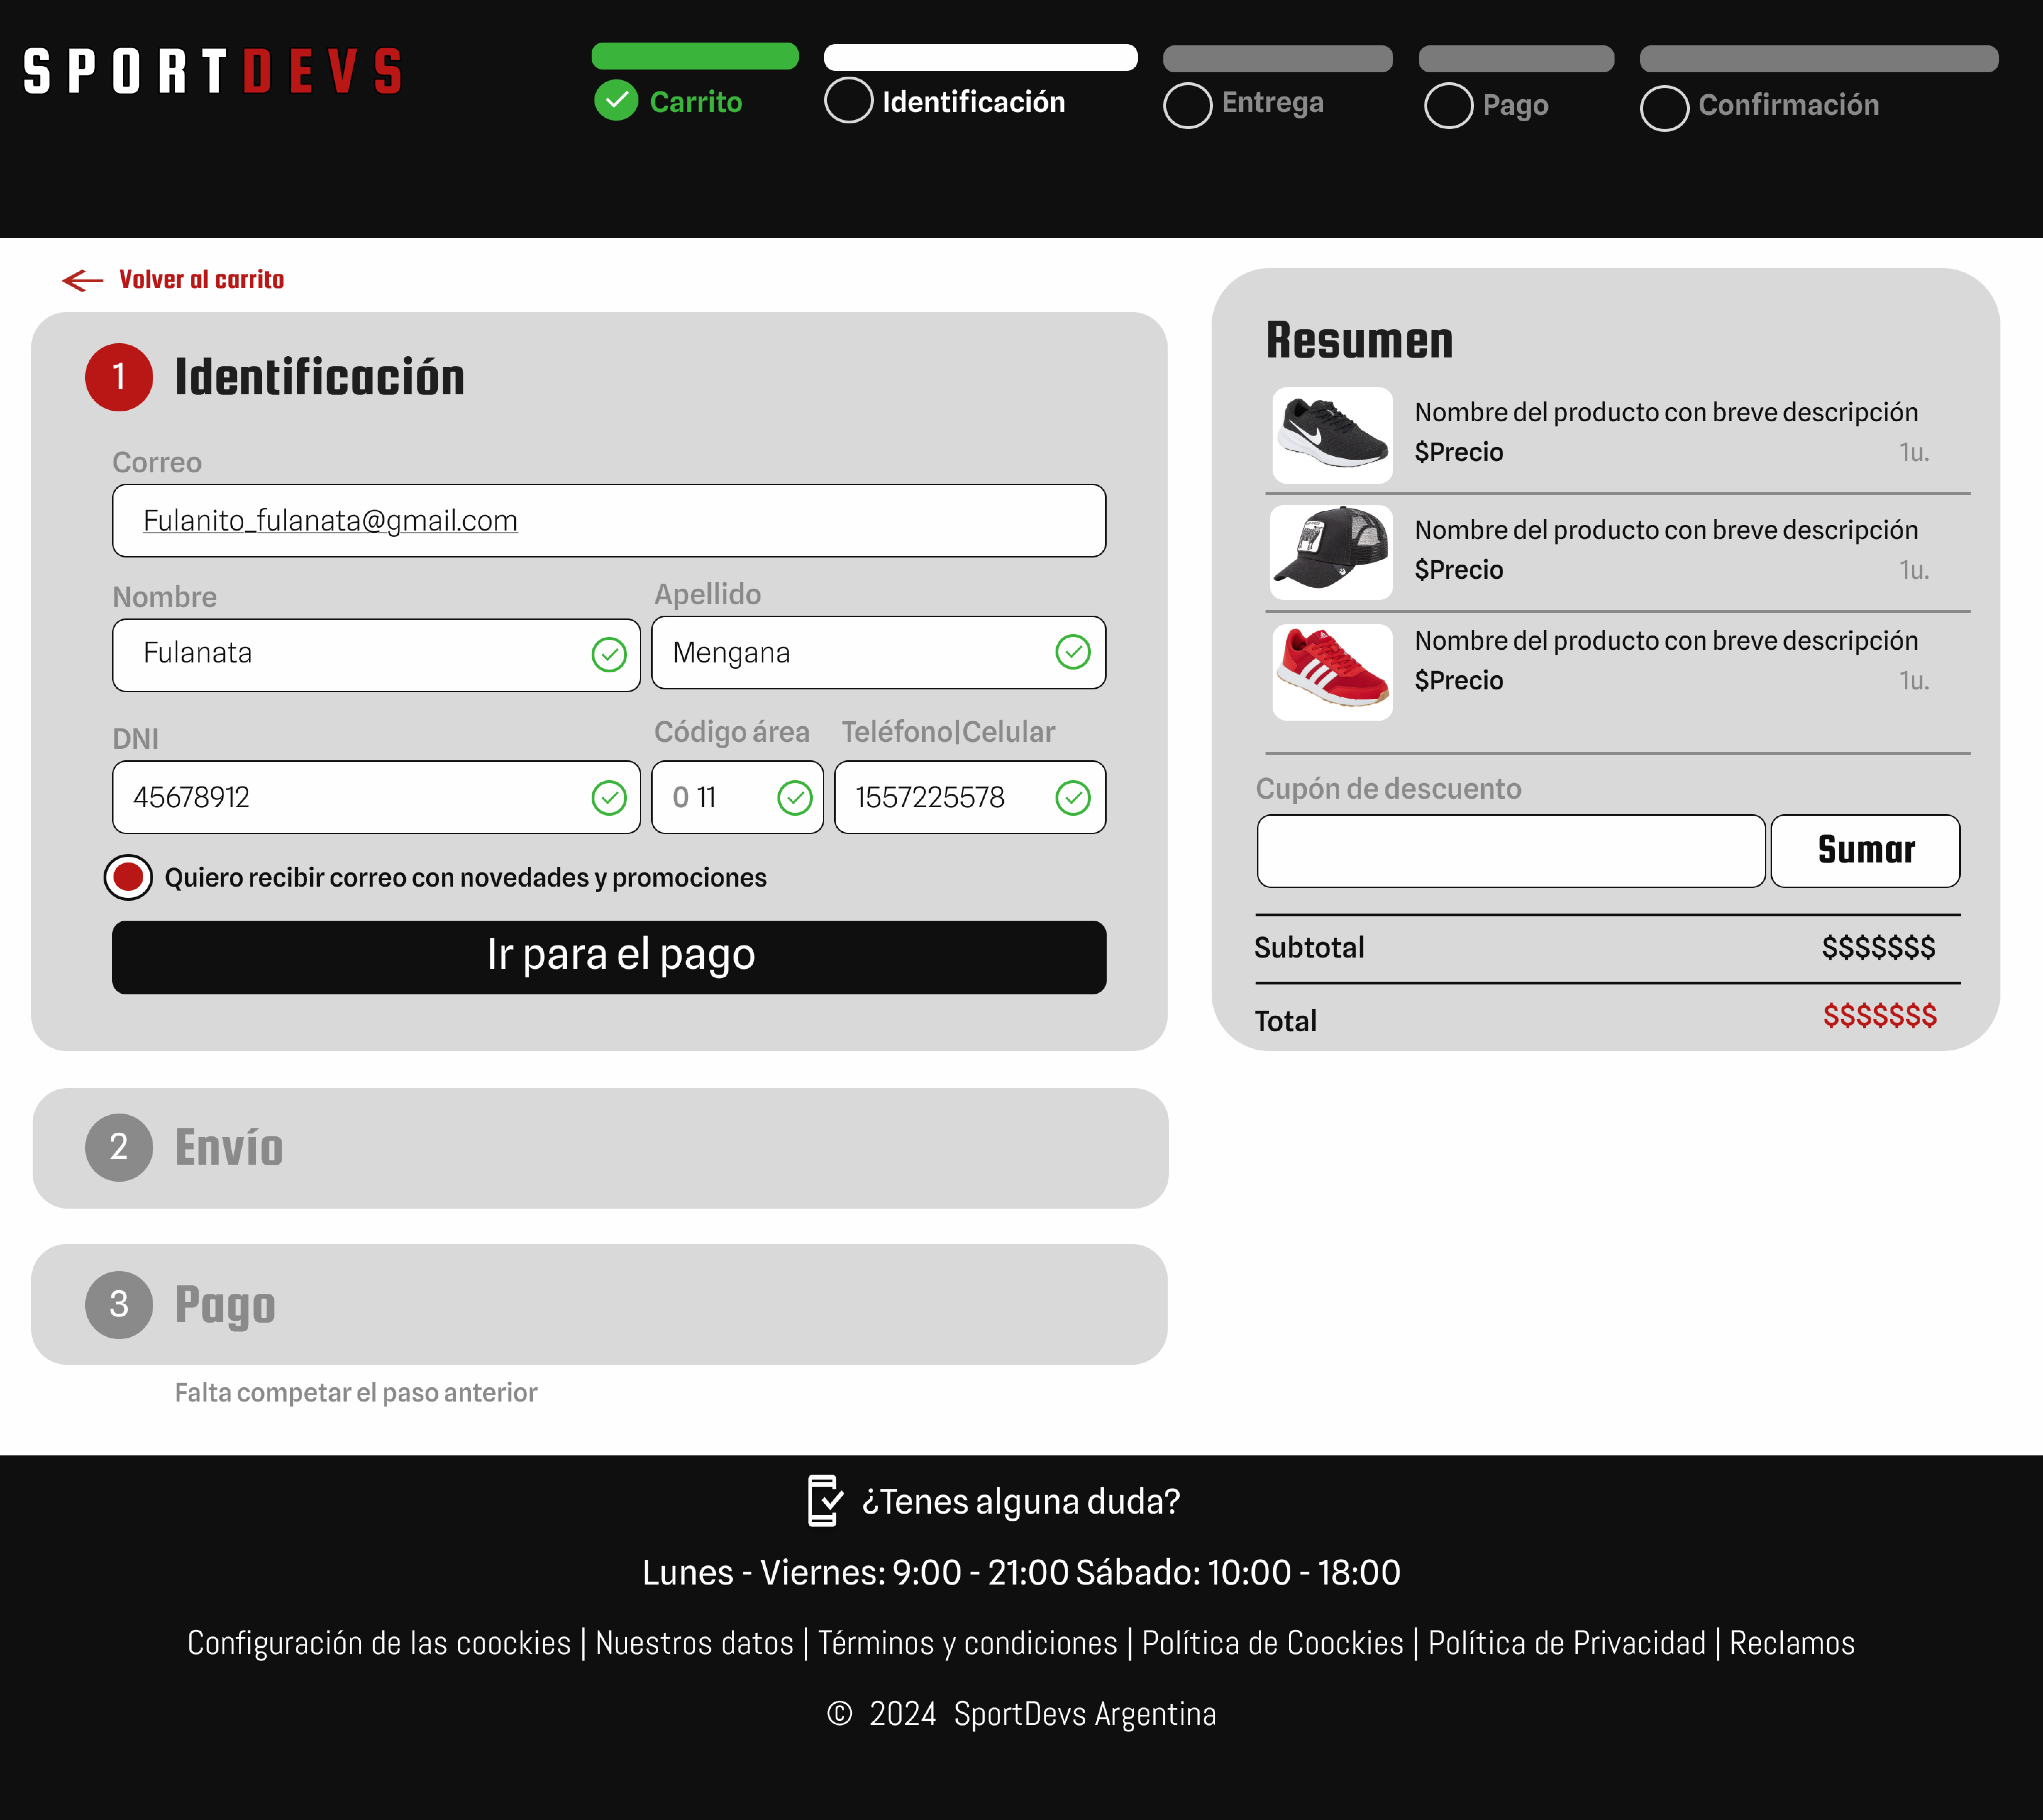 SPORTDEVS
Carrito
Identificación
Entrega
Pago
Confirmación
Volver al carrito
1 Identificación
Correo
Fulanito_fulanata@gmail.com
Nombre
Apellido
Fulanata
Mengana
DNI
Código área
Teléfono|Celular
45678912
0 11
1557225578
Quiero recibir correo con novedades y promociones
Ir para el pago
2 Envío
3 Pago
Falta competar el paso anterior
Resumen
Nombre del producto con breve descripción
$Precio 1u.
Nombre del producto con breve descripción
$Precio 1u.
Nombre del producto con breve descripción
$Precio 1u.
Cupón de descuento
Sumar
Subtotal $$$$$$$
Total $$$$$$$
¿Tenes alguna duda?
Lunes - Viernes: 9:00 - 21:00 Sábado: 10:00 - 18:00
Configuración de las coockies | Nuestros datos | Términos y condiciones | Política de Coockies | Política de Privacidad | Reclamos
© 2024 SportDevs Argentina